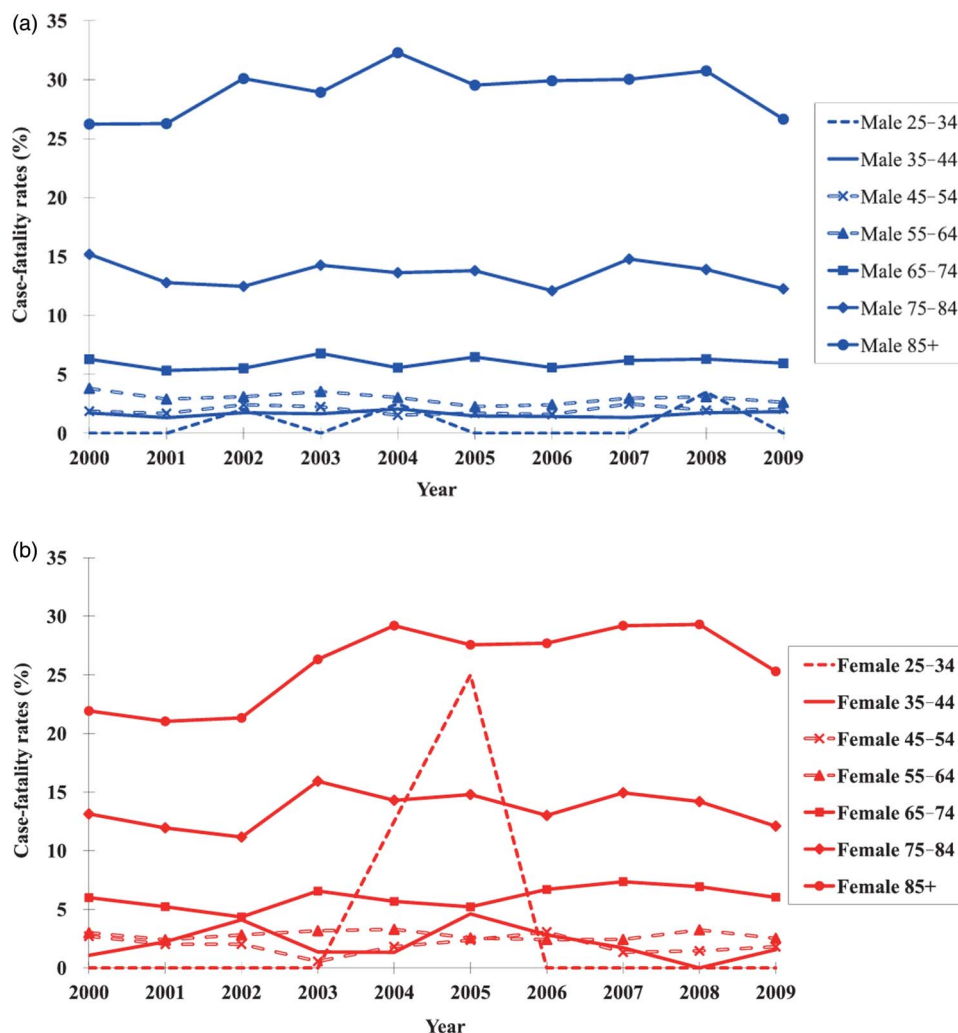 (a)
35
30
25
20
15
10
5
0
Case-fatality rates (%)
2000 2001 2002 2003 2004 2005 2006 2007 2008 2009
Year
Male 25–34
Male 35–44
Male 45–54
Male 55–64
Male 65–74
Male 75–84
Male 85+
(b)
35
30
25
20
15
10
5
0
Case-fatality rates (%)
2000 2001 2002 2003 2004 2005 2006 2007 2008 2009
Year
Female 25–34
Female 35–44
Female 45–54
Female 55–64
Female 65–74
Female 75–84
Female 85+